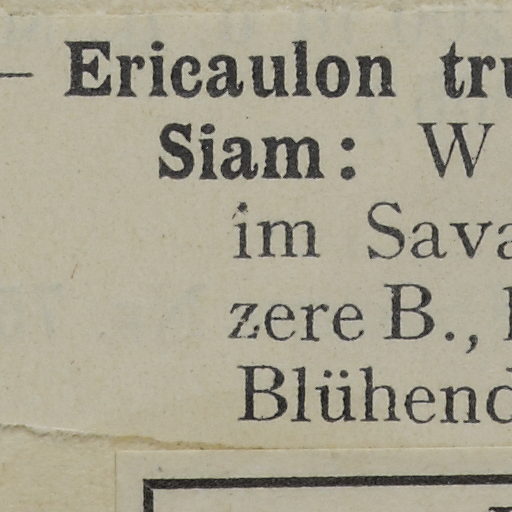 — Ericaulon tru
Siam: W
im Sava
zere B.,
Blühend